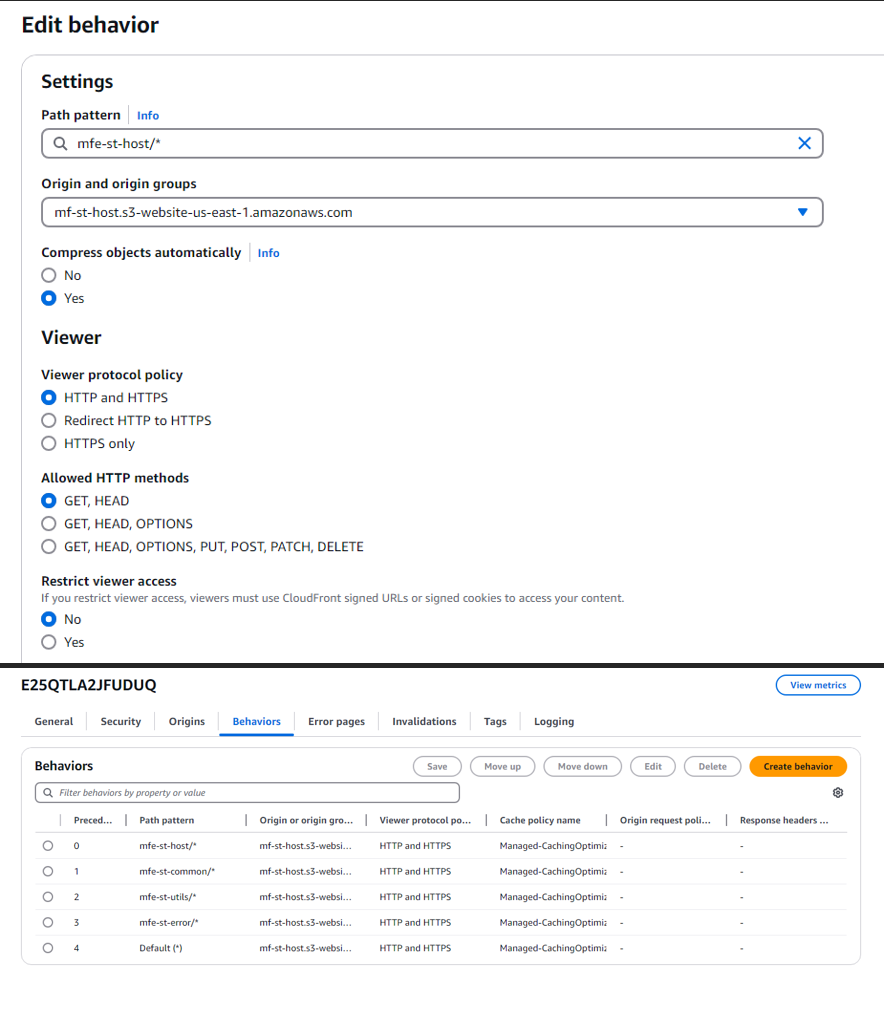 Edit behavior
Settings
Path pattern Info
mfe-st-host/*
Origin and origin groups
mf-st-host.s3-website-us-east-1.amazonaws.com
Compress objects automatically Info
No
Yes
Viewer
Viewer protocol policy
HTTP and HTTPS
Redirect HTTP to HTTPS
HTTPS only
Allowed HTTP methods
GET, HEAD
GET, HEAD, OPTIONS
GET, HEAD, OPTIONS, PUT, POST, PATCH, DELETE
Restrict viewer access
If you restrict viewer access, viewers must use CloudFront signed URLs or signed cookies to access your content.
No
Yes
E25QTLA2JFUDUQ View metrics
General Security Origins Behaviors Error pages Invalidations Tags Logging
Behaviors Save Move up Move down Edit Delete Create behavior
Filter behaviors by property or value
Preced... Path pattern Origin or origin gro... Viewer protocol po... Cache policy name Origin request poli... Response headers ...
0 mfe-st-host/* mf-st-host.s3-websi... HTTP and HTTPS Managed-CachingOptimiz - -
1 mfe-st-common/* mf-st-host.s3-websi... HTTP and HTTPS Managed-CachingOptimiz - -
2 mfe-st-utils/* mf-st-host.s3-websi... HTTP and HTTPS Managed-CachingOptimiz - -
3 mfe-st-error/* mf-st-host.s3-websi... HTTP and HTTPS Managed-CachingOptimiz - -
4 Default (*) mf-st-host.s3-websi... HTTP and HTTPS Managed-CachingOptimiz - -